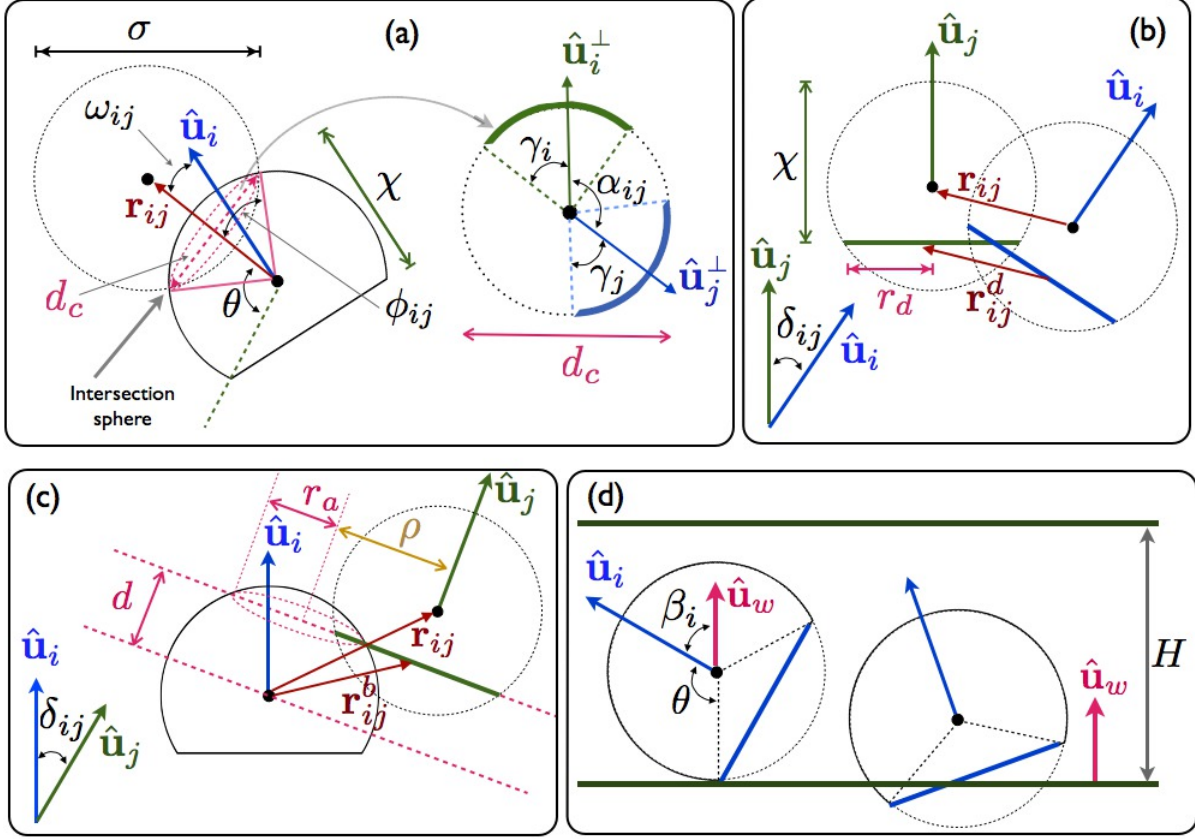 (a)
σ
ω_ij
û_i
r_ij
d_c
θ
ϕ_ij
χ
Intersection
sphere
û_i^⊥
γ_i
α_ij
γ_j
û_j^⊥
d_c
(b)
û_j
û_i
χ
r_ij
r_d
r_ij^d
û_j
δ_ij
û_i
(c)
r_a
û_j
û_i
ρ
d
r_ij
r_ij^b
û_i
δ_ij
û_j
(d)
û_i
β_i
û_w
θ
H
û_w